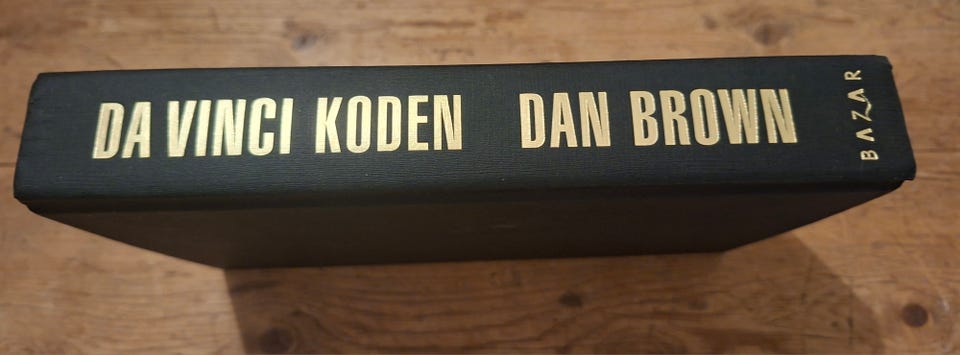 DA VINCI KODEN DAN BROWN
BAZAR